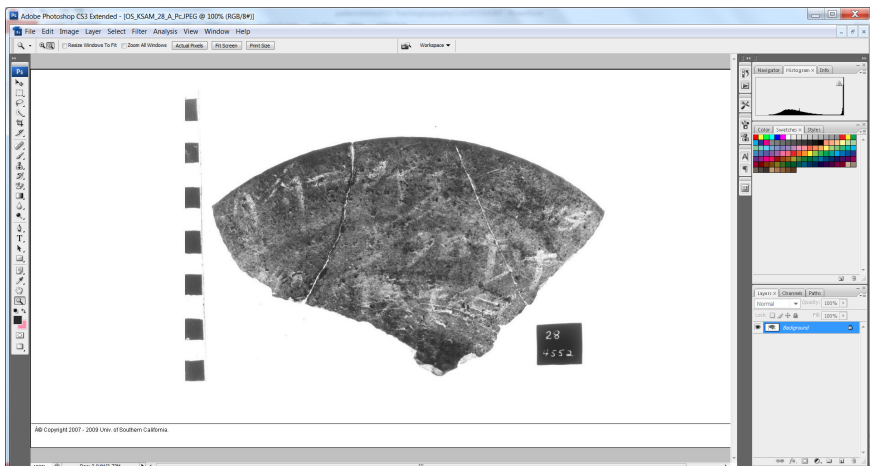 Adobe Photoshop CS3 Extended - [OS_KSAM_28_A_Pc.JPEG @ 100% (RGB/8#)]
File Edit Image Layer Select Filter Analysis View Window Help
Resize Windows To Fit Zoom All Windows Actual Pixels Fit Screen Print Size Workspace
Ps
Navigator Histogram x Info
Color Swatches x Styles
28
4552
Layers x Channels Paths
Normal Opacity: 100%
Lock: Fill: 100%
Background
© Copyright 2007 - 2009 Univ. of Southern California.